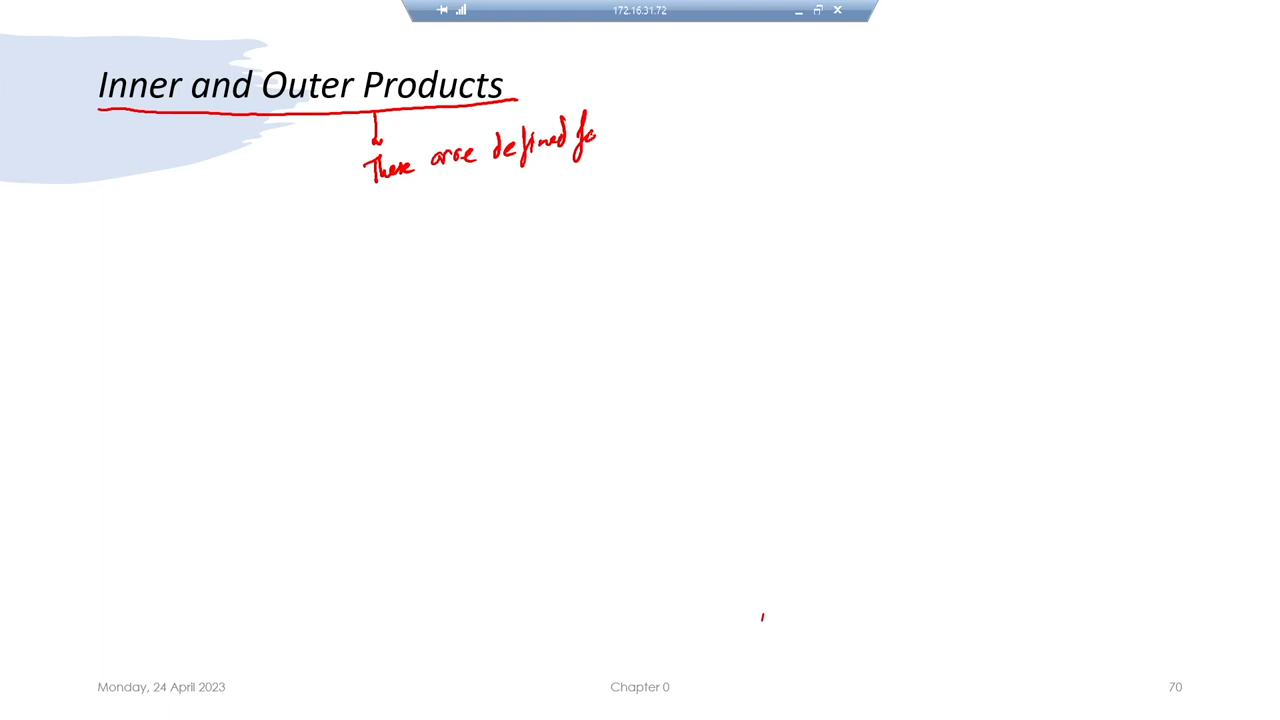 172.16.31.72
Inner and Outer Products
These are defined fo
Monday, 24 April 2023
Chapter 0
70